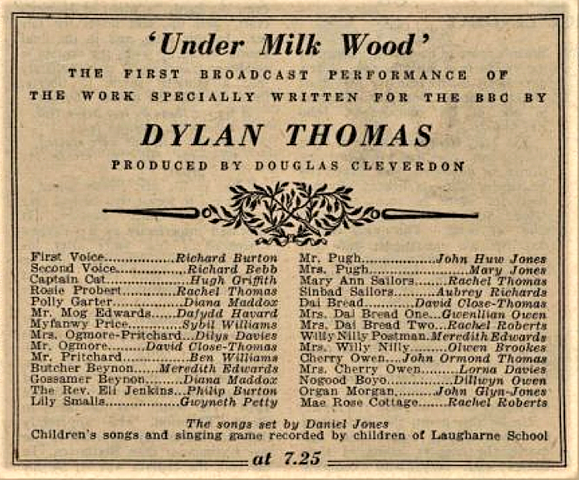 'Under Milk Wood'
THE FIRST BROADCAST PERFORMANCE OF
THE WORK SPECIALLY WRITTEN FOR THE BBC BY
DYLAN THOMAS
PRODUCED BY DOUGLAS CLEVERDON
First Voice..............Richard Burton
Second Voice..............Richard Bebb
Captain Cat................Hugh Griffith
Rosie Probert............Rachel Thomas
Polly Garter..............Diana Maddox
Mr. Mog Edwards......Dafydd Havard
Myfanwy Price..........Sybil Williams
Mrs. Ogmore-Pritchard..Dilys Davies
Mr. Ogmore.......David Close-Thomas
Mr. Pritchard.............Ben Williams
Butcher Beynon.....Meredith Edwards
Gossamer Beynon......Diana Maddox
The Rev. Eli Jenkins...Philip Burton
Lily Smalls..............Gwyneth Petty
Mr. Pugh..................John Huw Jones
Mrs. Pugh....................Mary Jones
Mary Ann Sailors.......Rachel Thomas
Sinbad Sailors........Aubrey Richards
Dai Bread..........David Close-Thomas
Mrs. Dai Bread One...Gwenllian Owen
Mrs. Dai Bread Two...Rachel Roberts
Willy Nilly Postman.Meredith Edwards
Mrs. Willy Nilly.......Olwen Brookes
Cherry Owen....John Ormond Thomas
Mrs. Cherry Owen.......Lorna Davies
Nogood Boyo............Dillwyn Owen
Organ Morgan.........John Glyn-Jones
Mae Rose Cottage......Rachel Roberts
The songs set by Daniel Jones
Children's songs and singing game recorded by children of Laugharne School
at 7.25